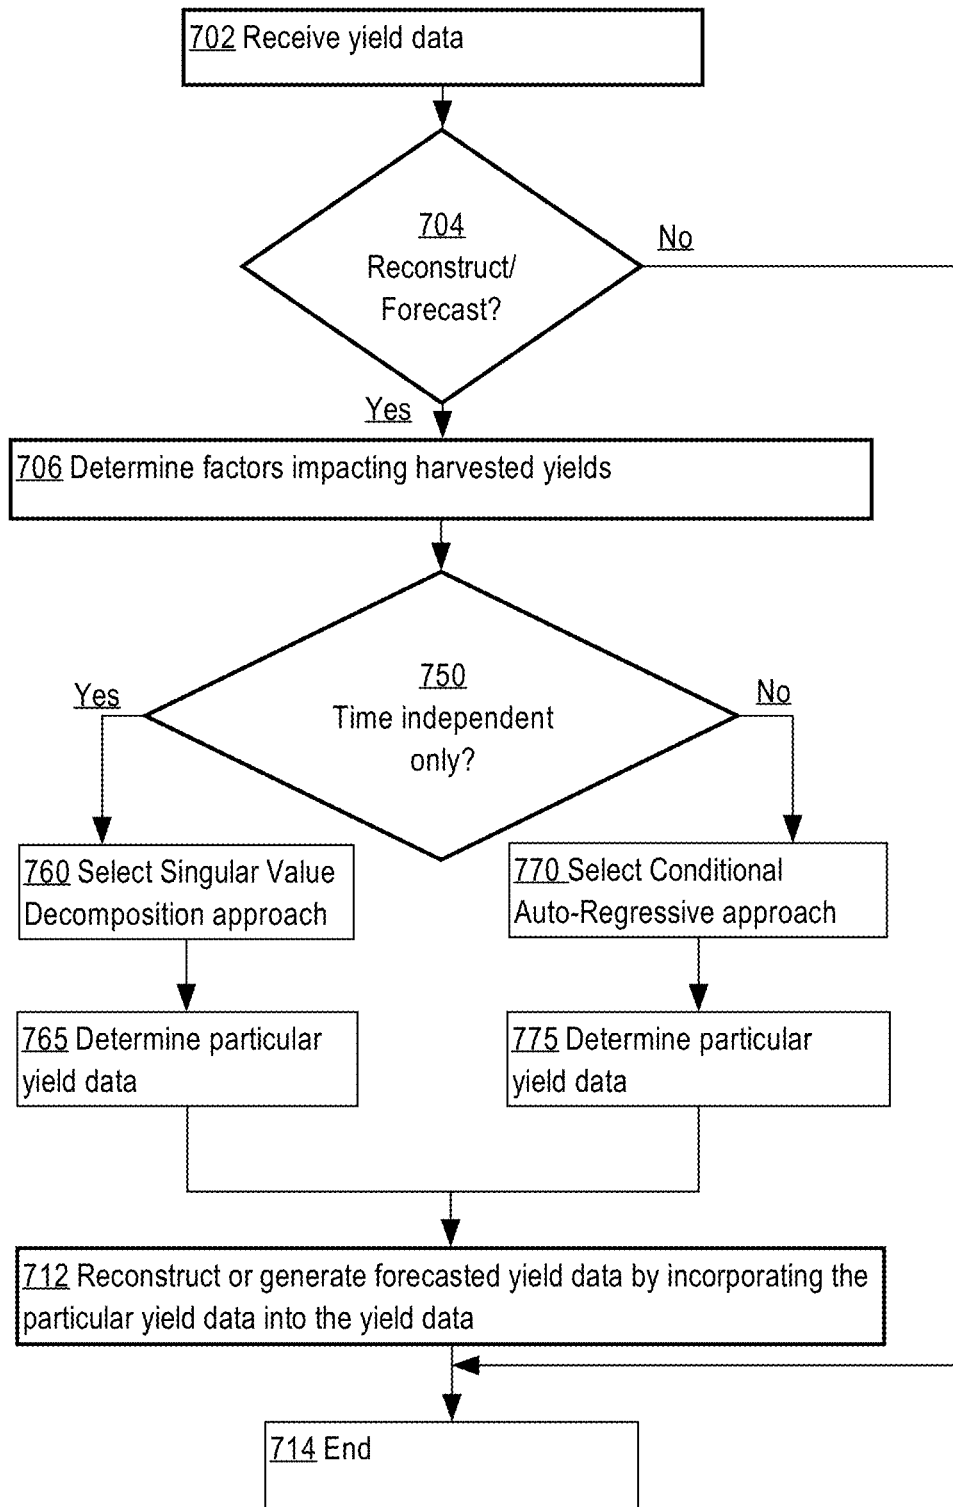 702 Receive yield data
704
Reconstruct/
Forecast?
No
Yes
706 Determine factors impacting harvested yields
750
Time independent
only?
Yes
No
760 Select Singular Value
Decomposition approach
770 Select Conditional
Auto-Regressive approach
765 Determine particular
yield data
775 Determine particular
yield data
712 Reconstruct or generate forecasted yield data by incorporating the
particular yield data into the yield data
714 End